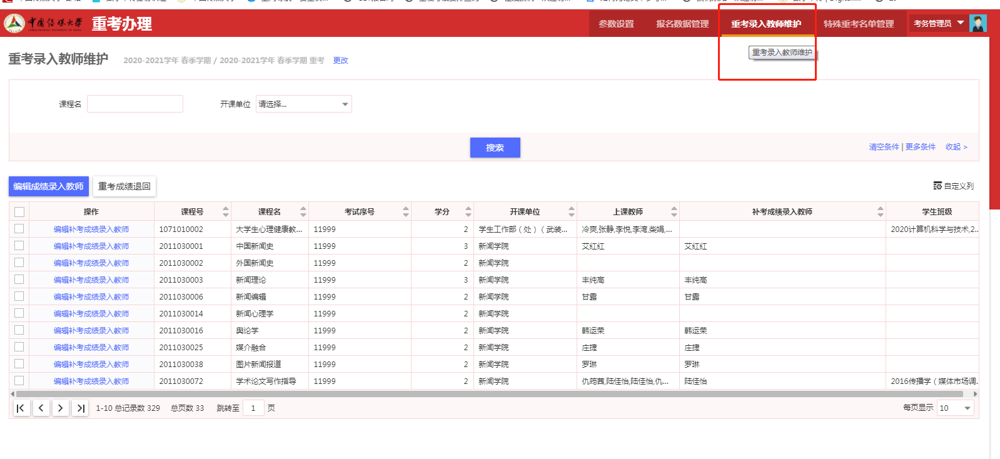 中国传媒大学
重考办理
参数设置 报名数据管理 重考录入教师维护 特殊重考名单管理 考务管理员
重考录入教师维护
重考录入教师维护 2020-2021学年 春季学期 / 2020-2021学年 春季学期 重考 更改
课程名 开课单位 请选择...
搜索
清空条件 | 更多条件 收起 >
编辑成绩录入教师 重考成绩退回 自定义列
操作 课程号 课程名 考试序号 学分 开课单位 上课教师 补考成绩录入教师 学生班级
编辑补考成绩录入教师 1071010002 大学生心理健康教... 11999 2 学生工作部（处）（武装... 冷爽,张静,李悦,李湾,柴娟,... 2020计算机科学与技术,2...
编辑补考成绩录入教师 2011030001 中国新闻史 11999 3 新闻学院 艾红红 艾红红
编辑补考成绩录入教师 2011030002 外国新闻史 11999 2 新闻学院
编辑补考成绩录入教师 2011030003 新闻理论 11999 3 新闻学院 丰纯高 丰纯高
编辑补考成绩录入教师 2011030006 新闻编辑 11999 2 新闻学院 甘露 甘露
编辑补考成绩录入教师 2011030014 新闻心理学 11999 2 新闻学院
编辑补考成绩录入教师 2011030016 舆论学 11999 2 新闻学院 韩运荣 韩运荣
编辑补考成绩录入教师 2011030025 媒介融合 11999 2 新闻学院 庄捷 庄捷
编辑补考成绩录入教师 2011030038 图片新闻报道 11999 2 新闻学院 罗琳 罗琳
编辑补考成绩录入教师 2011030072 学术论文写作指导 11999 2 新闻学院 仇筠茜,陆佳怡,陆佳怡,仇... 陆佳怡 2016传播学（媒体市场调...
1-10 总记录数 329 总页数 33 跳转至 1 页 每页显示 10